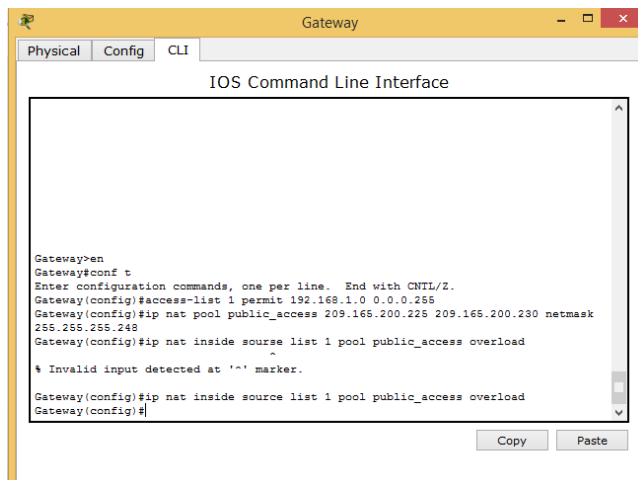 Gateway
Physical Config CLI
IOS Command Line Interface
Gateway>en
Gateway#conf t
Enter configuration commands, one per line.  End with CNTL/Z.
Gateway(config)#access-list 1 permit 192.168.1.0 0.0.0.255
Gateway(config)#ip nat pool public_access 209.165.200.225 209.165.200.230 netmask
255.255.255.248
Gateway(config)#ip nat inside sourse list 1 pool public_access overload
^
% Invalid input detected at '^' marker.
Gateway(config)#ip nat inside source list 1 pool public_access overload
Gateway(config)#
Copy Paste